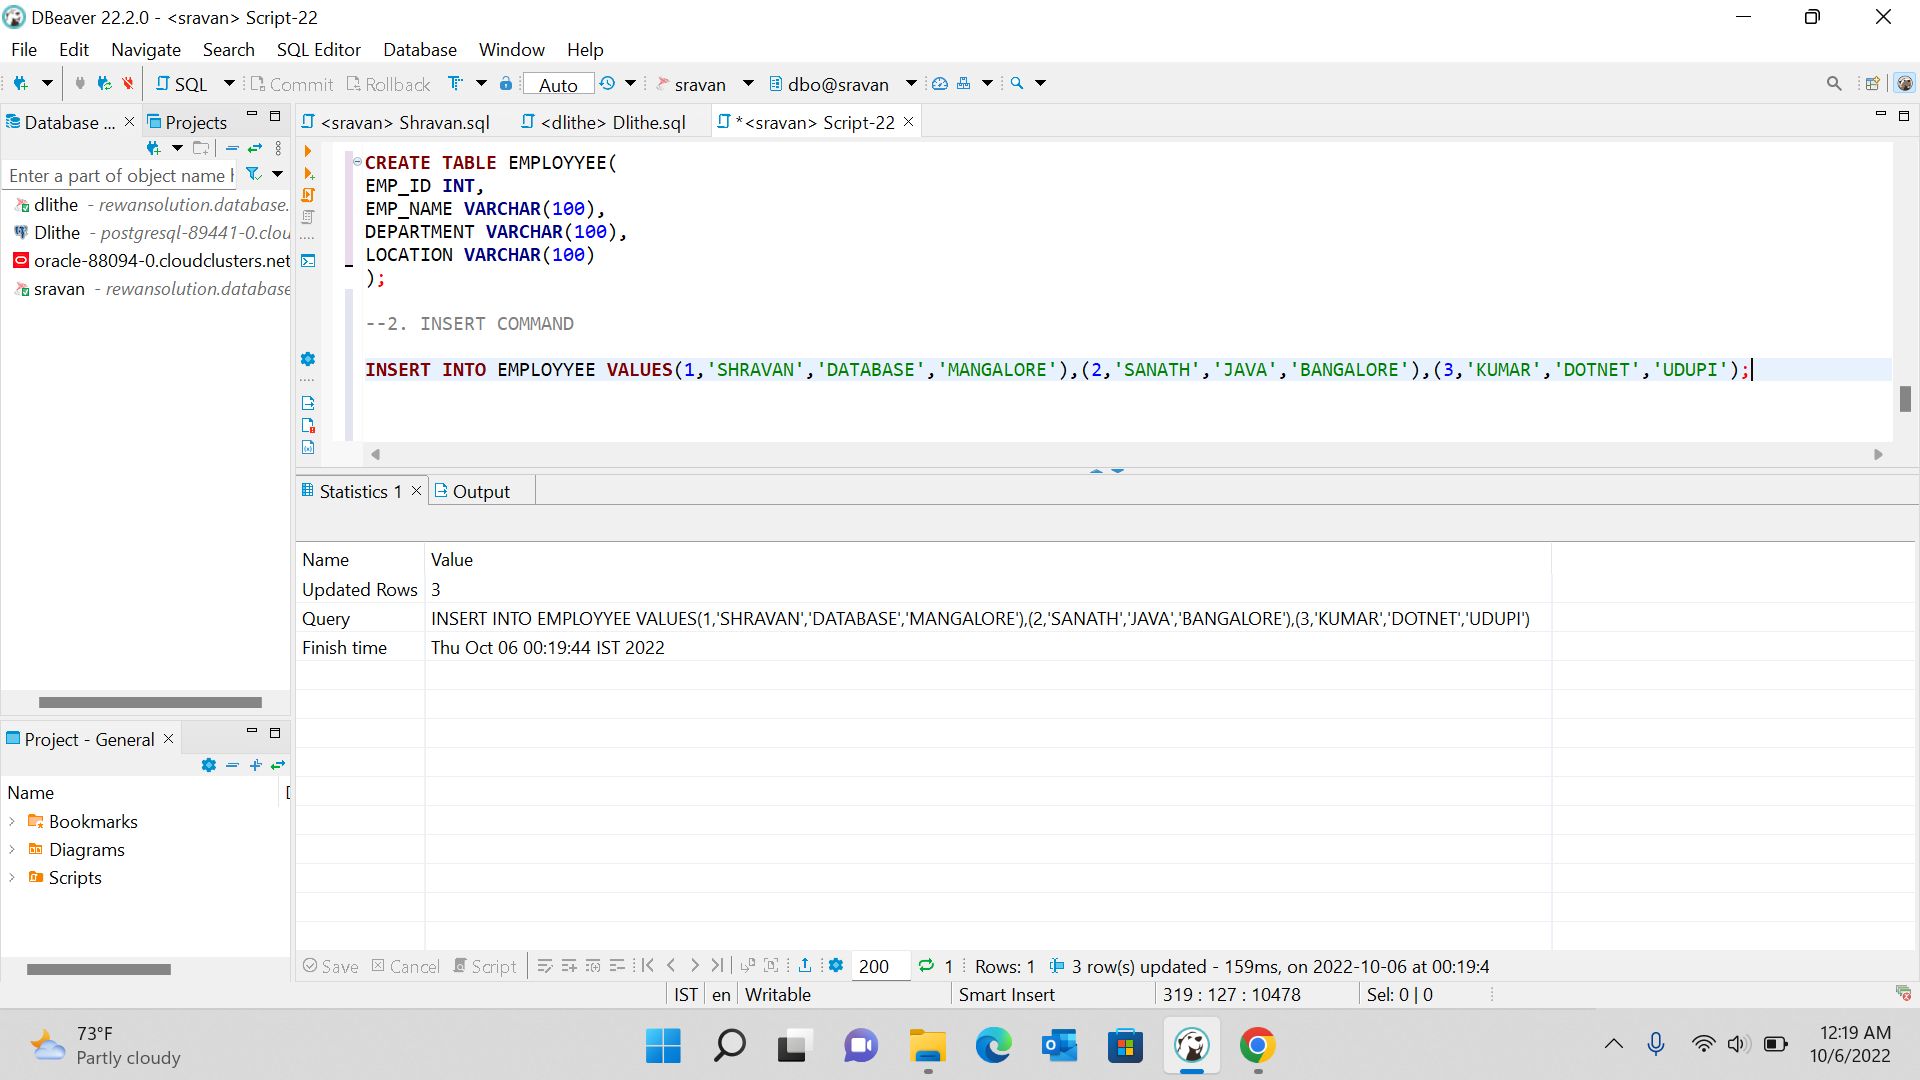 DBeaver 22.2.0 - <sravan> Script-22
File Edit Navigate Search SQL Editor Database Window Help
SQL Commit Rollback Auto sravan dbo@sravan
Database ... Projects
Enter a part of object name
dlithe - rewansolution.database.
Dlithe - postgresql-89441-0.clou
oracle-88094-0.cloudclusters.net
sravan - rewansolution.database
<sravan> Shravan.sql <dlithe> Dlithe.sql *<sravan> Script-22
CREATE TABLE EMPLOYYEE(
EMP_ID INT,
EMP_NAME VARCHAR(100),
DEPARTMENT VARCHAR(100),
LOCATION VARCHAR(100)
);
--2. INSERT COMMAND
INSERT INTO EMPLOYYEE VALUES(1,'SHRAVAN','DATABASE','MANGALORE'),(2,'SANATH','JAVA','BANGALORE'),(3,'KUMAR','DOTNET','UDUPI');
Statistics 1 Output
Name Value
Updated Rows 3
Query INSERT INTO EMPLOYYEE VALUES(1,'SHRAVAN','DATABASE','MANGALORE'),(2,'SANATH','JAVA','BANGALORE'),(3,'KUMAR','DOTNET','UDUPI')
Finish time Thu Oct 06 00:19:44 IST 2022
Project - General
Name
Bookmarks
Diagrams
Scripts
Save Cancel Script 200 1 Rows: 1 3 row(s) updated - 159ms, on 2022-10-06 at 00:19:4
IST en Writable Smart Insert 319 : 127 : 10478 Sel: 0 | 0
73°F
Partly cloudy
12:19 AM
10/6/2022